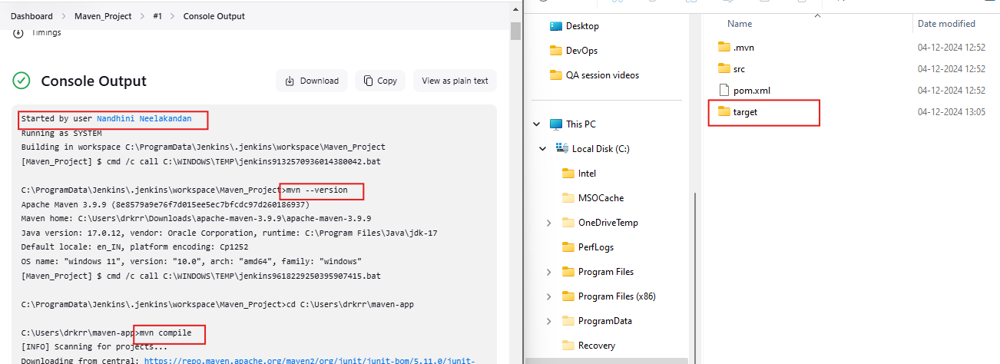 Dashboard > Maven_Project > #1 > Console Output
Timings
Console Output
Download
Copy
View as plain text
Started by user Nandhini Neelakandan
Running as SYSTEM
Building in workspace C:\ProgramData\Jenkins\.jenkins\workspace\Maven_Project
[Maven_Project] $ cmd /c call C:\WINDOWS\TEMP\jenkins9132570936014380042.bat
C:\ProgramData\Jenkins\.jenkins\workspace\Maven_Project>mvn --version
Apache Maven 3.9.9 (8e8579a9e76f7d015ee5ec7bfcdc97d260186937)
Maven home: C:\Users\drkrr\Downloads\apache-maven-3.9.9\apache-maven-3.9.9
Java version: 17.0.12, vendor: Oracle Corporation, runtime: C:\Program Files\Java\jdk-17
Default locale: en_IN, platform encoding: Cp1252
OS name: "windows 11", version: "10.0", arch: "amd64", family: "windows"
[Maven_Project] $ cmd /c call C:\WINDOWS\TEMP\jenkins9618229250395907415.bat
C:\ProgramData\Jenkins\.jenkins\workspace\Maven_Project>cd C:\Users\drkrr\maven-app
C:\Users\drkrr\maven-app>mvn compile
[INFO] Scanning for projects...
Downloading from central: https://repo.maven.apache.org/maven2/org/junit/junit-bom/5.11.0/junit-
Desktop
DevOps
QA session videos
This PC
Local Disk (C:)
Intel
MSOCache
OneDriveTemp
PerfLogs
Program Files
Program Files (x86)
ProgramData
Recovery
Name
Date modified
.mvn
04-12-2024 12:52
src
04-12-2024 12:52
pom.xml
04-12-2024 12:52
target
04-12-2024 13:05